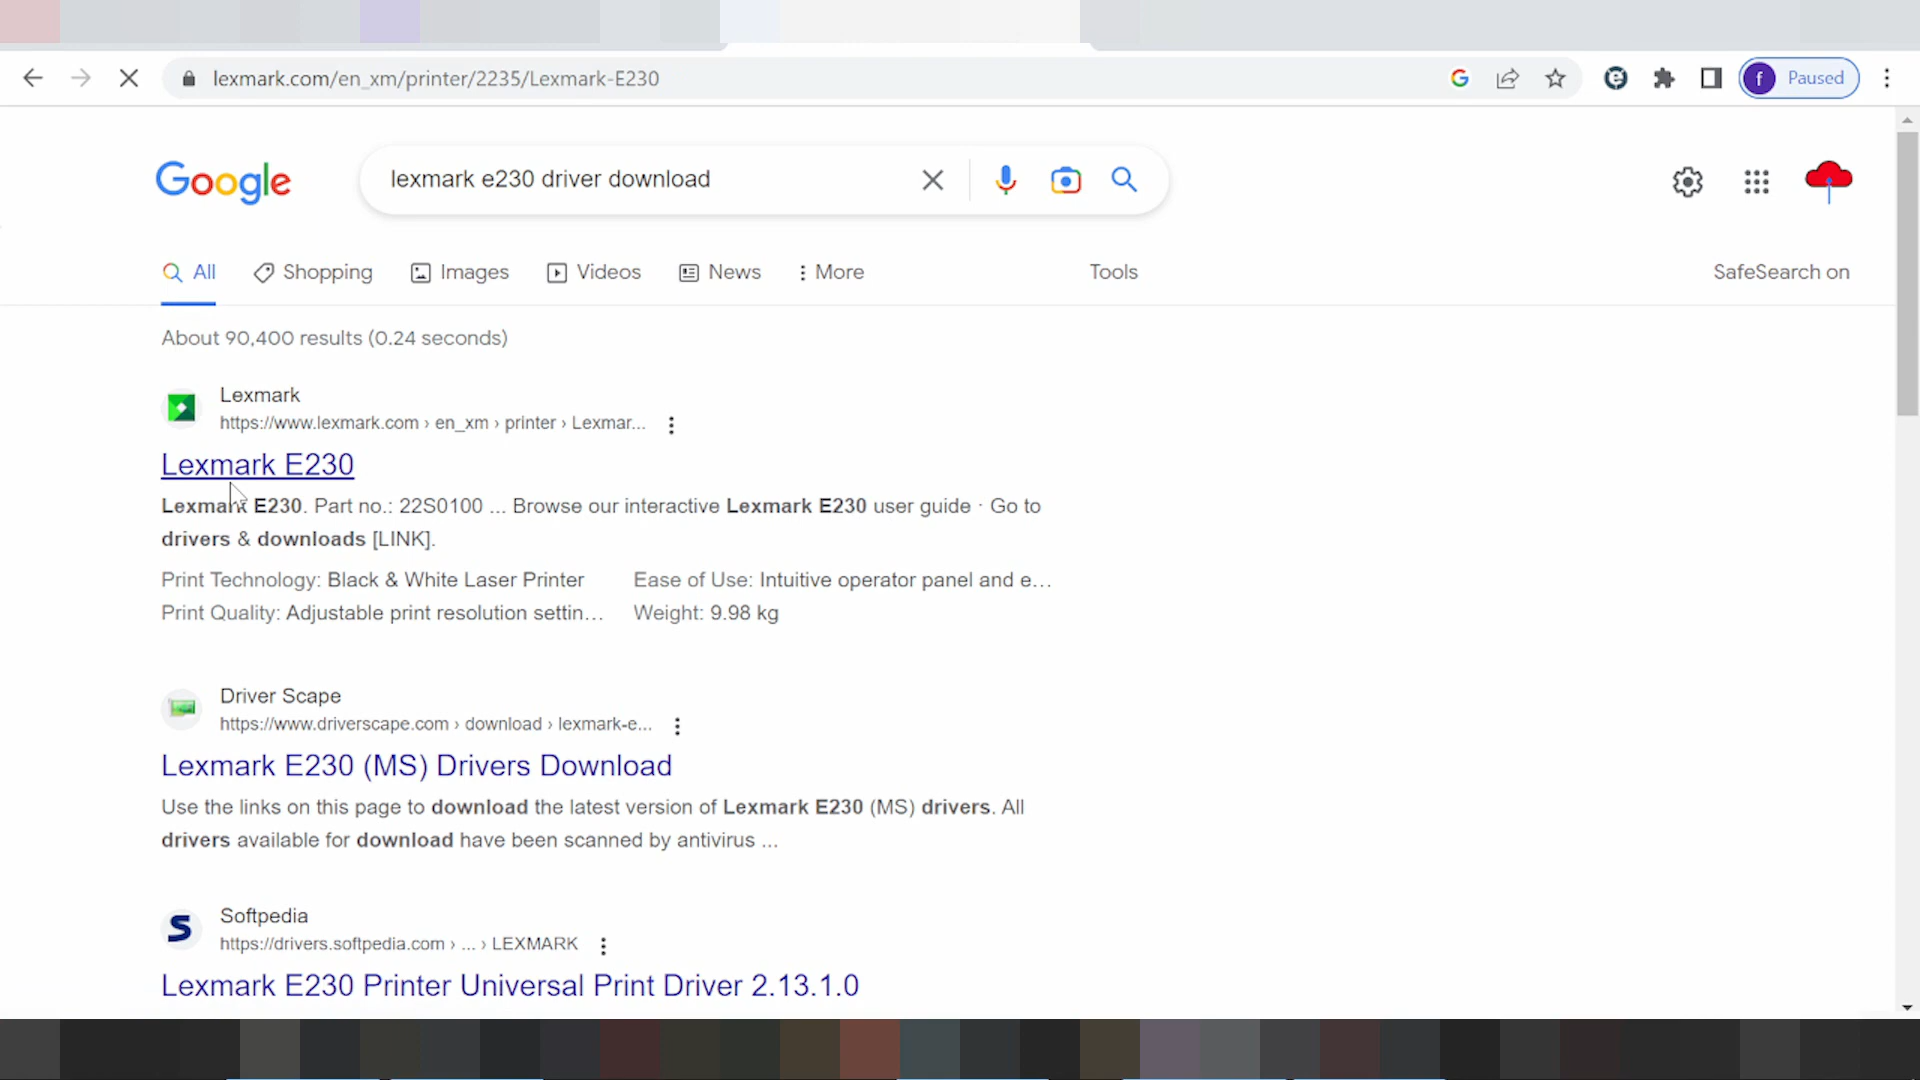 lexmark.com/en_xm/printer/2235/Lexmark-E230
f Paused
Google
lexmark e230 driver download
All Shopping Images Videos News More Tools SafeSearch on
About 90,400 results (0.24 seconds)
Lexmark
https://www.lexmark.com › en_xm › printer › Lexmar...
Lexmark E230
Lexmark E230. Part no.: 22S0100 ... Browse our interactive Lexmark E230 user guide · Go to
drivers & downloads [LINK].
Print Technology: Black & White Laser Printer Ease of Use: Intuitive operator panel and e...
Print Quality: Adjustable print resolution settin... Weight: 9.98 kg
Driver Scape
https://www.driverscape.com › download › lexmark-e...
Lexmark E230 (MS) Drivers Download
Use the links on this page to download the latest version of Lexmark E230 (MS) drivers. All
drivers available for download have been scanned by antivirus ...
Softpedia
https://drivers.softpedia.com › ... › LEXMARK
Lexmark E230 Printer Universal Print Driver 2.13.1.0